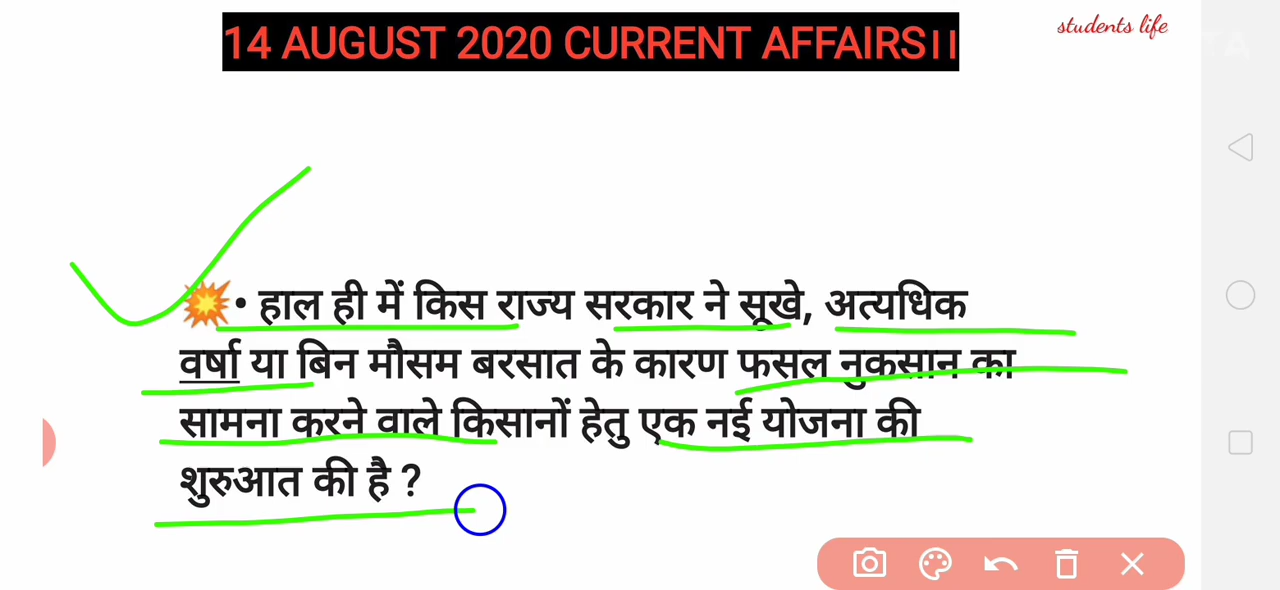 14 AUGUST 2020 CURRENT AFFAIRS।।
students life
• हाल ही में किस राज्य सरकार ने सूखे, अत्यधिक
वर्षा या बिन मौसम बरसात के कारण फसल नुकसान का
सामना करने वाले किसानों हेतु एक नई योजना की
शुरुआत की है ?